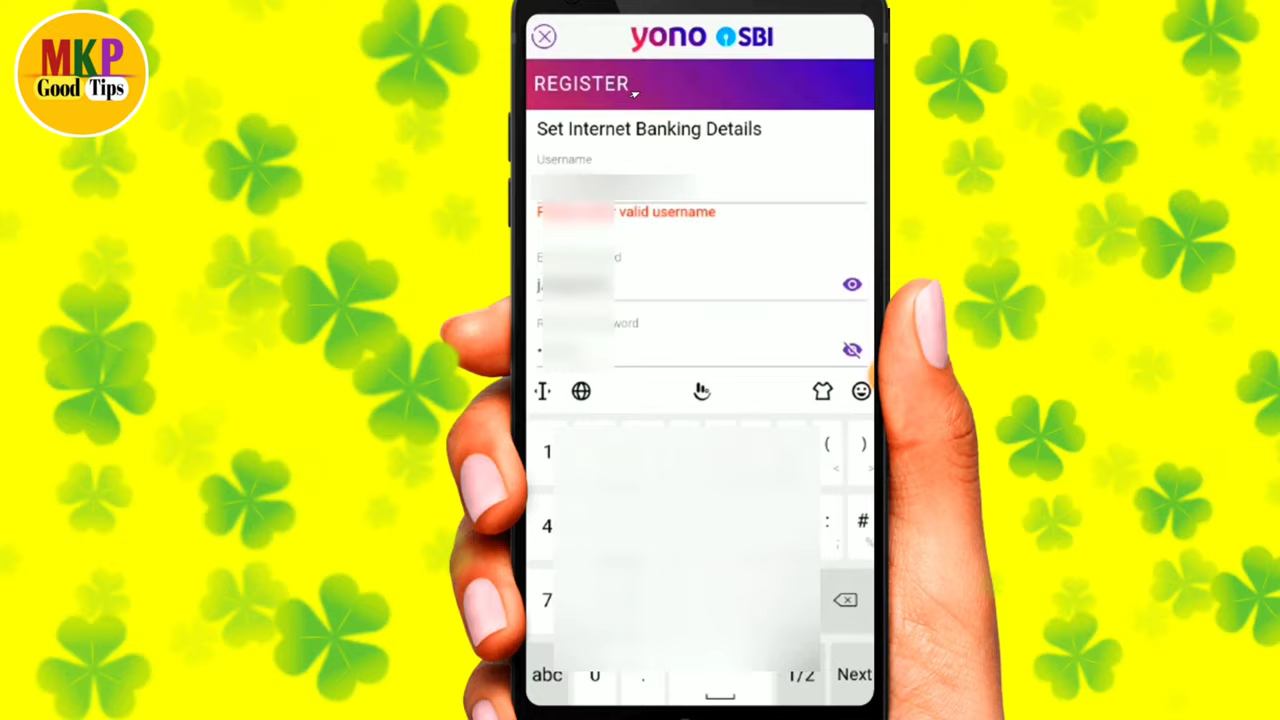 MKP
Good Tips
yono SBI
REGISTER
Set Internet Banking Details
Username
valid username
1 ( )
< >
4 : #
; %
7
abc 0 . 1/2 Next